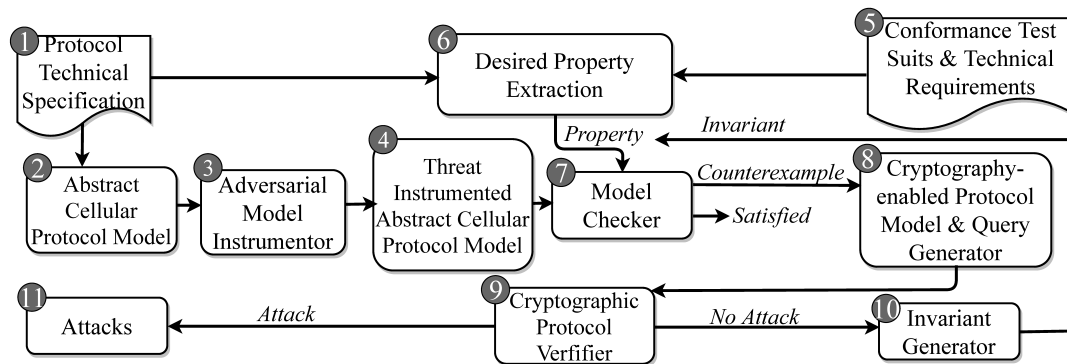 1
Protocol
Technical
Specification
6
Desired Property
Extraction
5
Conformance Test
Suits & Technical
Requirements
Property
Invariant
2
Abstract
Cellular
Protocol Model
3
Adversarial
Model
Instrumentor
4
Threat
Instrumented
Abstract Cellular
Protocol Model
7
Model
Checker
Counterexample
Satisfied
8
Cryptography-
enabled Protocol
Model & Query
Generator
11
Attacks
Attack
9
Cryptographic
Protocol
Verfifier
No Attack
10
Invariant
Generator